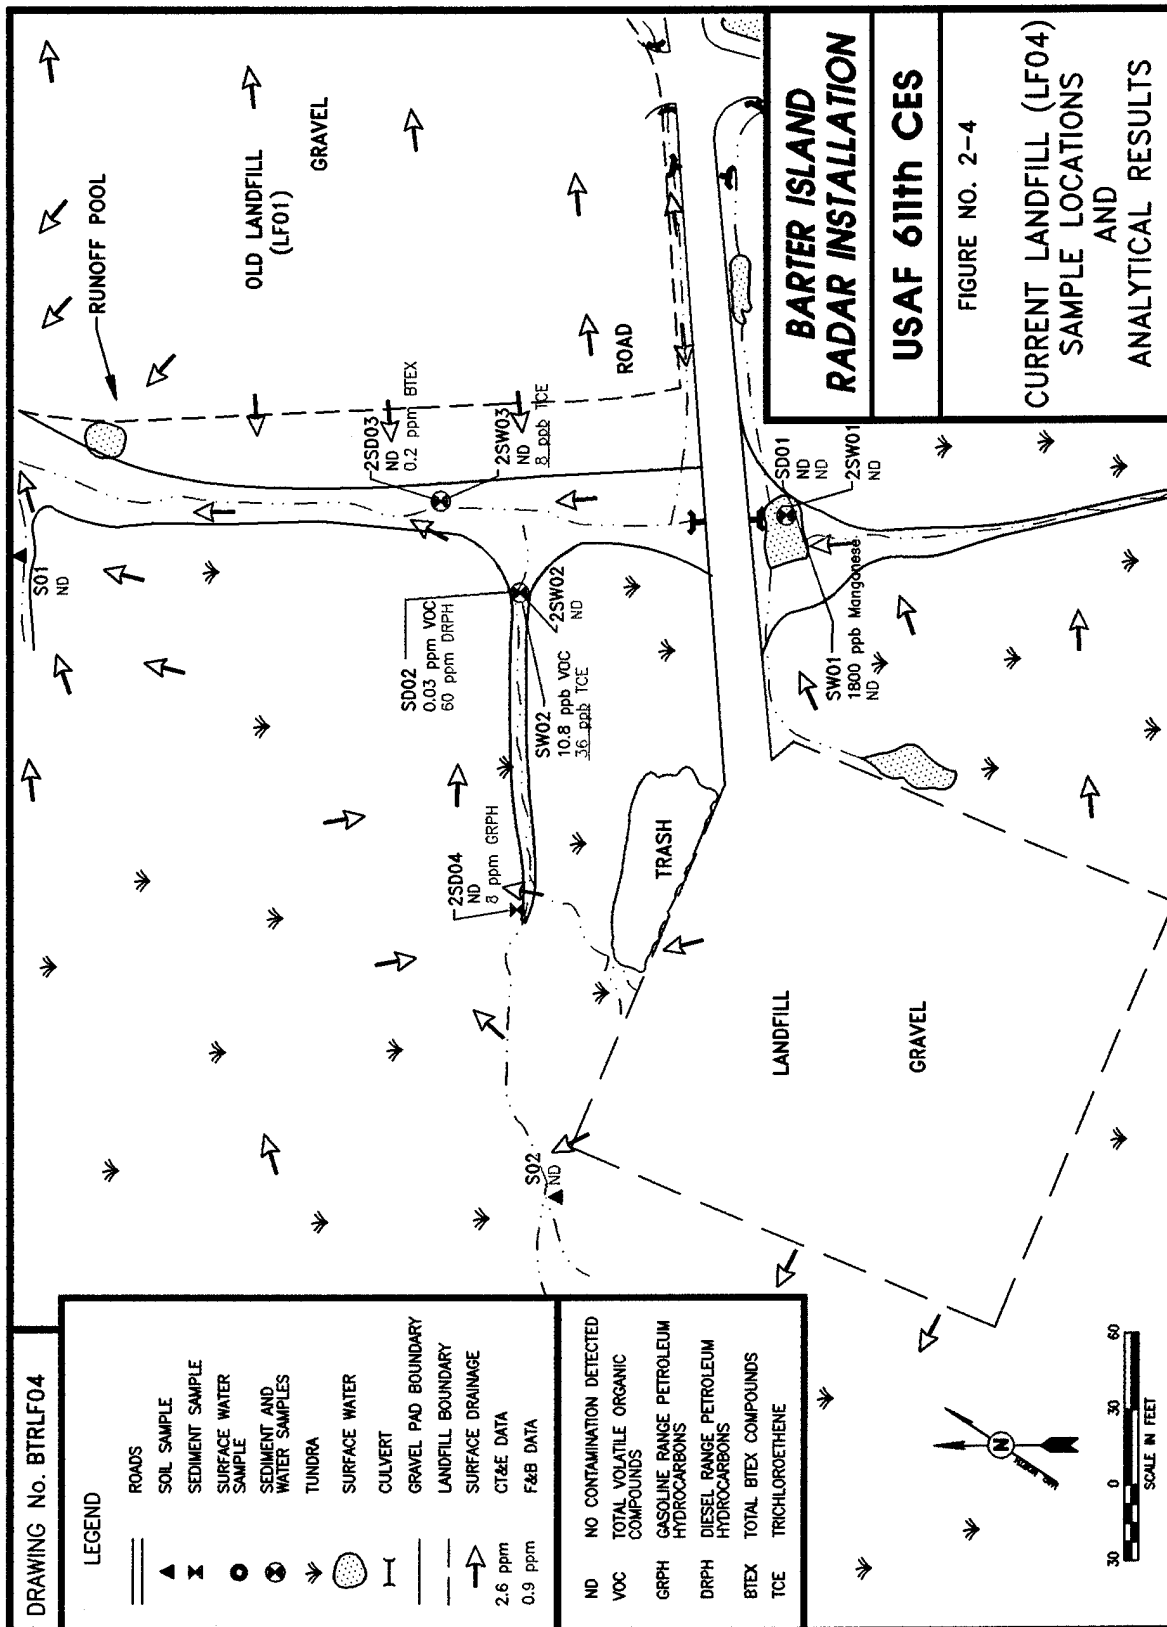 DRAWING No. BTRLF04
LEGEND
ROADS
SOIL SAMPLE
SEDIMENT SAMPLE
SURFACE WATER
SAMPLE
SEDIMENT AND
WATER SAMPLES
TUNDRA
SURFACE WATER
CULVERT
GRAVEL PAD BOUNDARY
LANDFILL BOUNDARY
SURFACE DRAINAGE
2.6 ppm CT&E DATA
0.9 ppm F&B DATA
ND NO CONTAMINATION DETECTED
VOC TOTAL VOLATILE ORGANIC
COMPOUNDS
GRPH GASOLINE RANGE PETROLEUM
HYDROCARBONS
DRPH DIESEL RANGE PETROLEUM
HYDROCARBONS
BTEX TOTAL BTEX COMPOUNDS
TCE TRICHLOROETHENE
N
30 0 30 60
SCALE IN FEET
S01
ND
RUNOFF POOL
OLD LANDFILL
(LF01)
GRAVEL
2SD03
ND
0.2 ppm BTEX
2SW03
ND
8 ppb TCE
ROAD
SD02
0.03 ppm VOC
60 ppm DRPH
2SW02
ND
SW02
10.8 ppb VOC
36 ppb TCE
2SD04
ND
8 ppm GRPH
S02
ND
TRASH
SD01
ND
ND
2SW01
ND
SW01
1800 ppb Manganese
ND
LANDFILL
GRAVEL
BARTER ISLAND
RADAR INSTALLATION
USAF 611th CES
FIGURE NO. 2-4
CURRENT LANDFILL (LF04)
SAMPLE LOCATIONS
AND
ANALYTICAL RESULTS